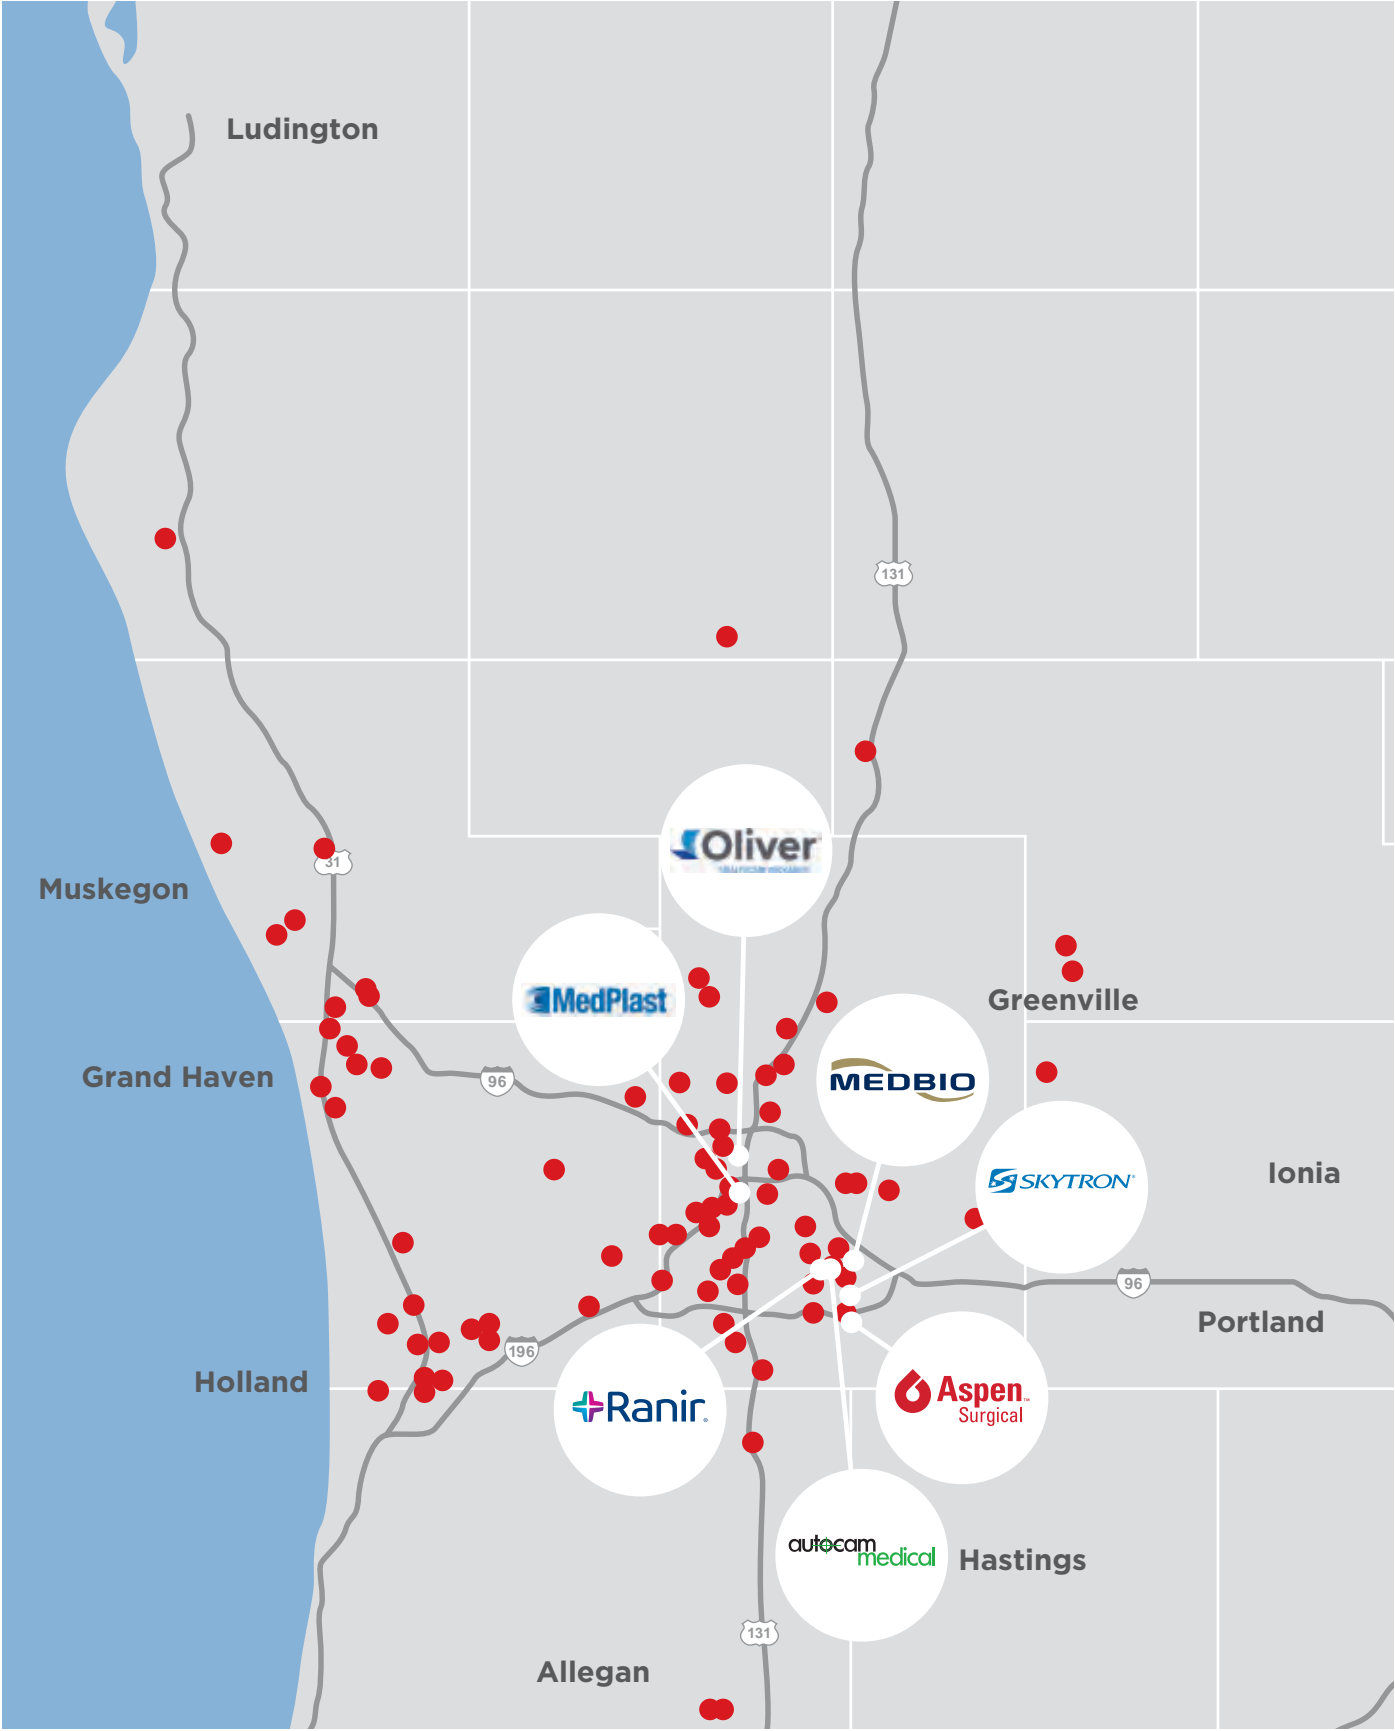 Ludington
131
Oliver
31
Muskegon
MedPlast
Greenville
Grand Haven
96
MEDBIO
Ionia
SKYTRON
96
Portland
196
Holland
Ranir
Aspen™
Surgical
autocam
medical
Hastings
131
Allegan